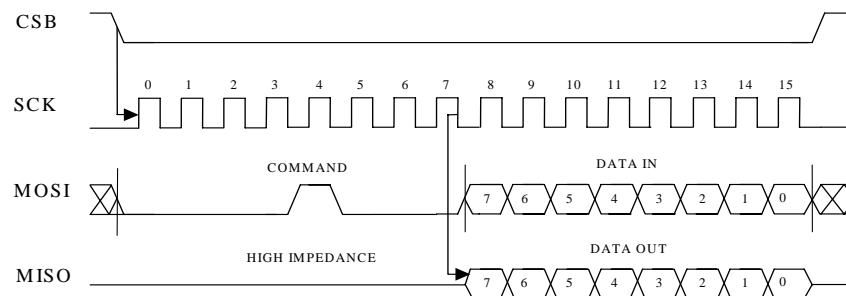 CSB
0 1 2 3 4 5 6 7 8 9 10 11 12 13 14 15
SCK
COMMAND DATA IN
MOSI 7 6 5 4 3 2 1 0
HIGH IMPEDANCE DATA OUT
MISO 7 6 5 4 3 2 1 0